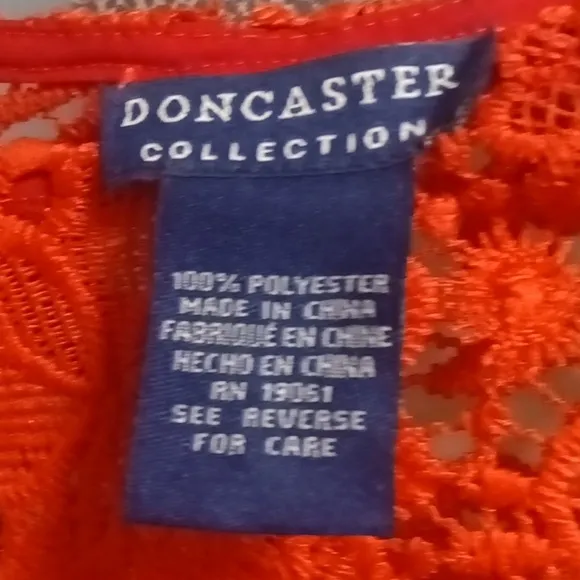 DONCASTER
COLLECTION
100% POLYESTER
MADE IN CHINA
FABRIQUÉ EN CHINE
HECHO EN CHINA
RN 19061
SEE REVERSE
FOR CARE